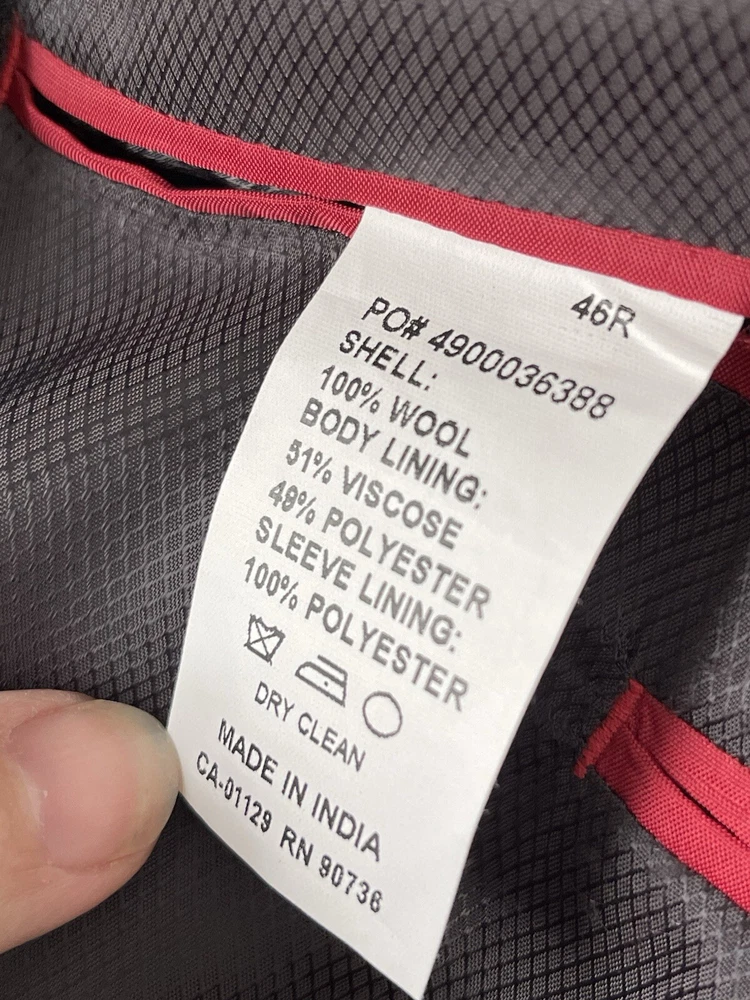 46R
PO# 4900036388
SHELL:
100% WOOL
BODY LINING:
51% VISCOSE
49% POLYESTER
SLEEVE LINING:
100% POLYESTER
DRY CLEAN
MADE IN INDIA
CA-01129 RN 90736